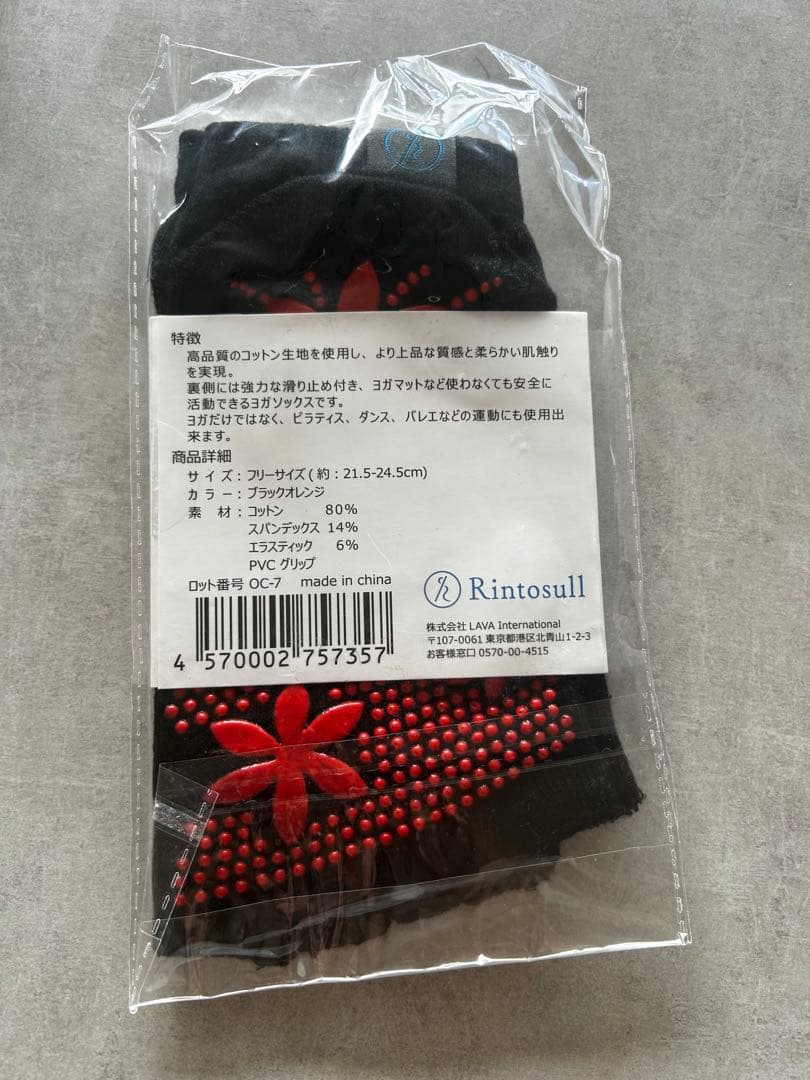 特徴
高品質のコットン生地を使用し、より上品な質感と柔らかい肌触り
を実現。
裏側には強力な滑り止め付き、ヨガマットなど使わなくても安全に
活動できるヨガソックスです。
ヨガだけではなく、ピラティス、ダンス、バレエなどの運動にも使用出
来ます。
商品詳細
サイズ：フリーサイズ(約：21.5-24.5cm)
カラー：ブラックオレンジ
素　材：コットン　80%
スパンデックス 14%
エラスティック　6%
PVC グリップ
ロット番号 OC-7　made in china
4 570002 757357
Rintosull
株式会社 LAVA International
〒107-0061 東京都港区北青山1-2-3
お客様窓口 0570-00-4515